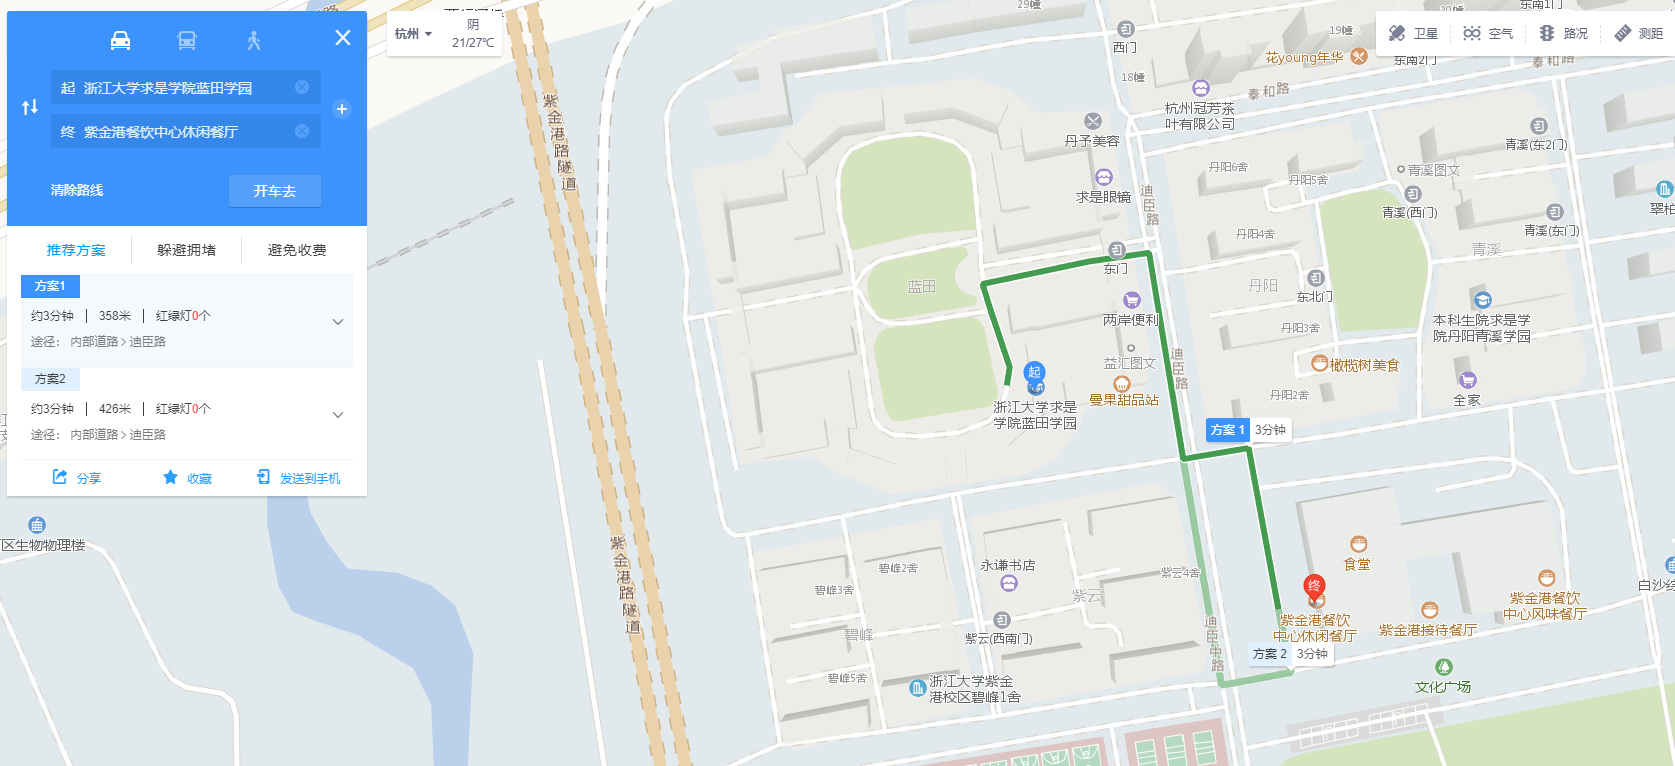 起 浙江大学求是学院蓝田学园
终 紫金港餐饮中心休闲餐厅
清除路线
开车去
推荐方案
躲避拥堵
避免收费
方案1
约3分钟 | 358米 | 红绿灯0个
途径： 内部道路 > 迪臣路
方案2
约3分钟 | 426米 | 红绿灯0个
途径： 内部道路 > 迪臣路
分享
收藏
发送到手机
杭州
阴
21/27℃
卫星
空气
路况
测距
29幢
西门
18幢
19幢
花young年华
东南1门
东南2门
泰和路
泰和路
杭州冠芳茶
叶有限公司
丹予美容
求是眼镜
迪臣路
丹阳6舍
丹阳5舍
青溪图文
青溪(东2门)
青溪(西门)
青溪(东门)
丹阳4舍
青溪
丹阳
东北门
东门
蓝田
两岸便利
丹阳3舍
本科生院求是学
院丹阳青溪学园
益汇图文
橄榄树美食
迪臣路
起
浙江大学求是
学院蓝田学园
曼果甜品站
丹阳2舍
全家
方案 1 3分钟
紫金港路隧道
紫金港路隧道
区生物物理楼
永谦书店
碧峰2舍
碧峰3舍
紫云
紫云4舍
食堂
终
紫金港餐饮
中心休闲餐厅
紫金港接待餐厅
紫金港餐饮
中心风味餐厅
碧峰
紫云(西南门)
迪臣中路
方案 2 3分钟
碧峰5舍
浙江大学紫金
港校区碧峰1舍
文化广场